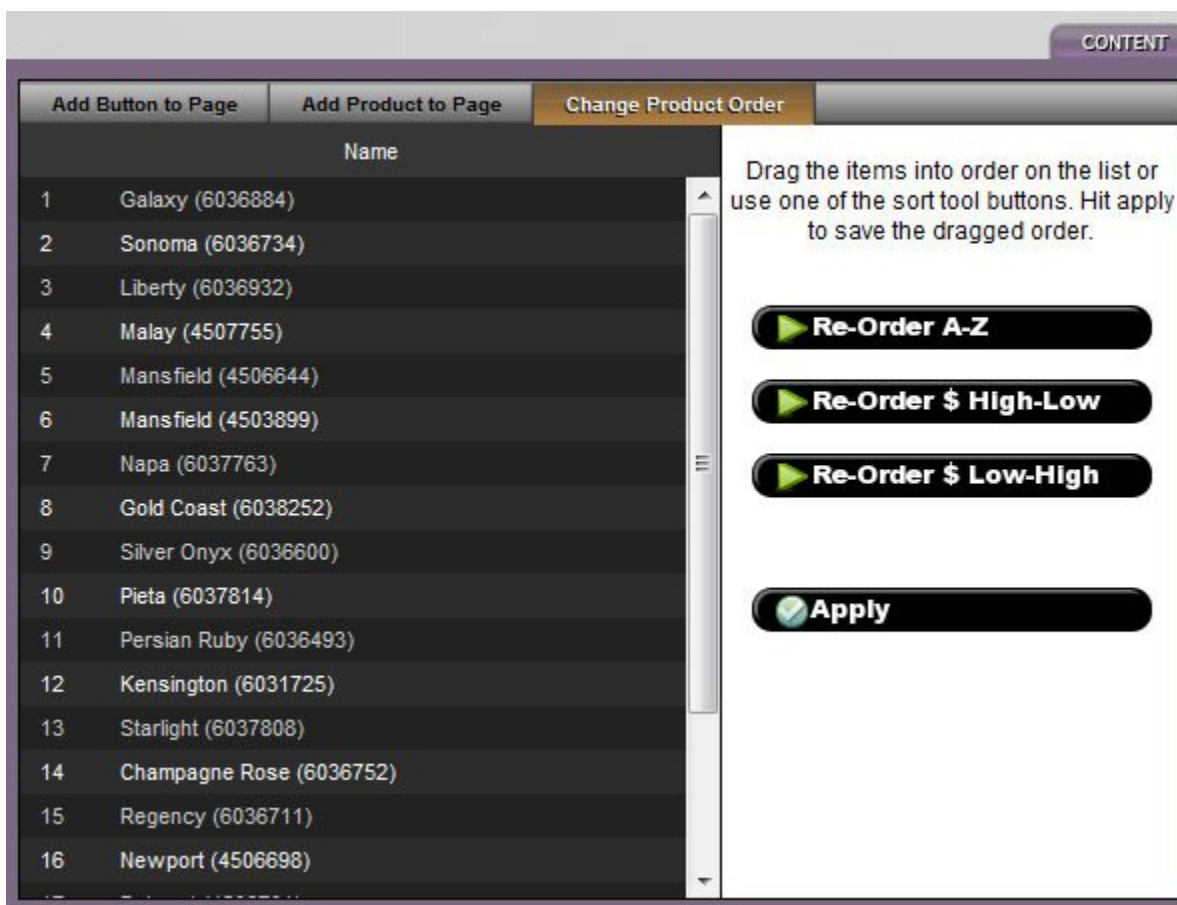 CONTENT
Add Button to Page
Add Product to Page
Change Product Order
Name
1 Galaxy (6036884)
2 Sonoma (6036734)
3 Liberty (6036932)
4 Malay (4507755)
5 Mansfield (4506644)
6 Mansfield (4503899)
7 Napa (6037763)
8 Gold Coast (6038252)
9 Silver Onyx (6036600)
10 Pieta (6037814)
11 Persian Ruby (6036493)
12 Kensington (6031725)
13 Starlight (6037808)
14 Champagne Rose (6036752)
15 Regency (6036711)
16 Newport (4506698)
Drag the items into order on the list or
use one of the sort tool buttons. Hit apply
to save the dragged order.
Re-Order A-Z
Re-Order $ High-Low
Re-Order $ Low-High
Apply